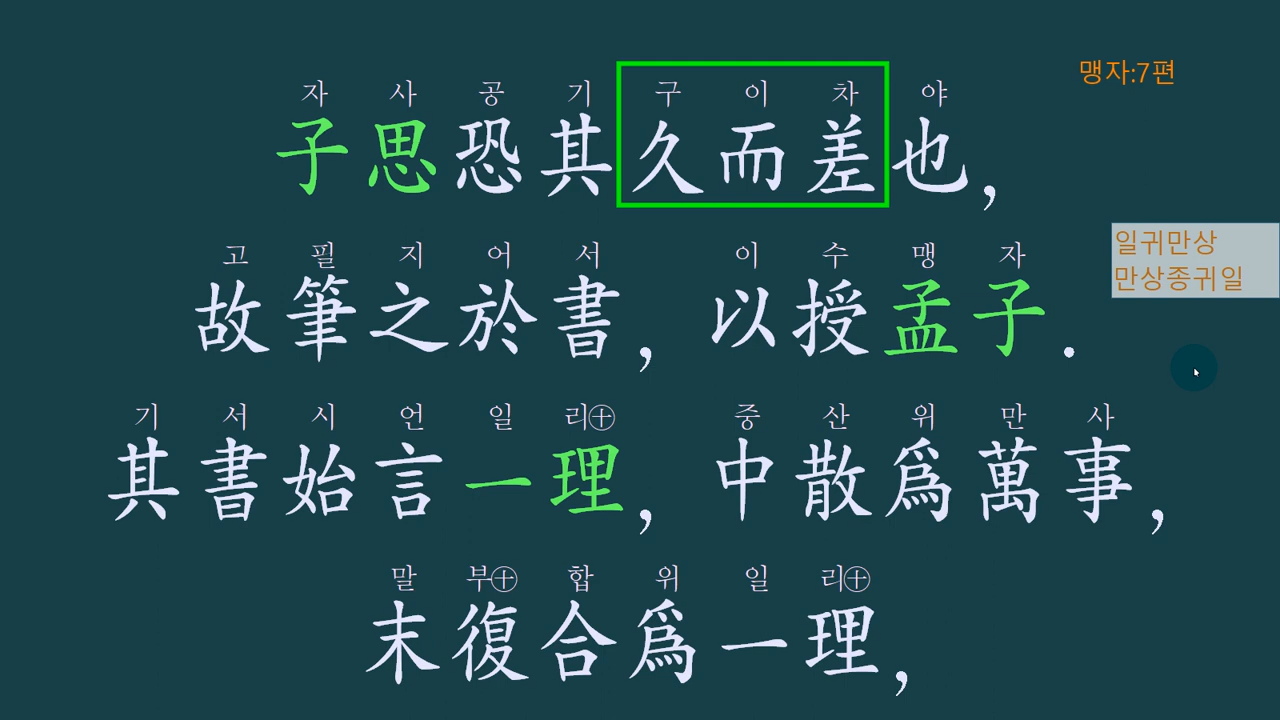 맹자:7편
자 사 공 기 구 이 차 야
子思恐其久而差也,
일귀만상
만상종귀일
고 필 지 어 서 이 수 맹 자
故筆之於書, 以授孟子.
기 서 시 언 일 리㊉ 중 산 위 만 사
其書始言一理, 中散爲萬事,
말 부㊉ 합 위 일 리㊉
末復合爲一理,